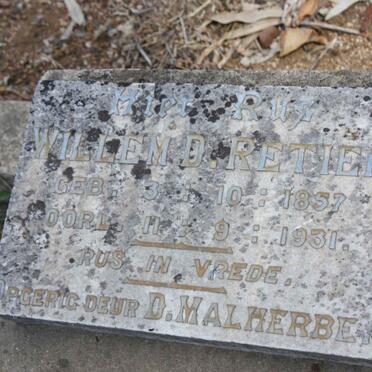 Hier Rus
WILLEM D. RETIEF
GEB: 3 : 10 : 1857
OORL. 11 - 9 : 1931.
RUS IN VREDE.
OPGERIG DEUR D. MALHERBE.